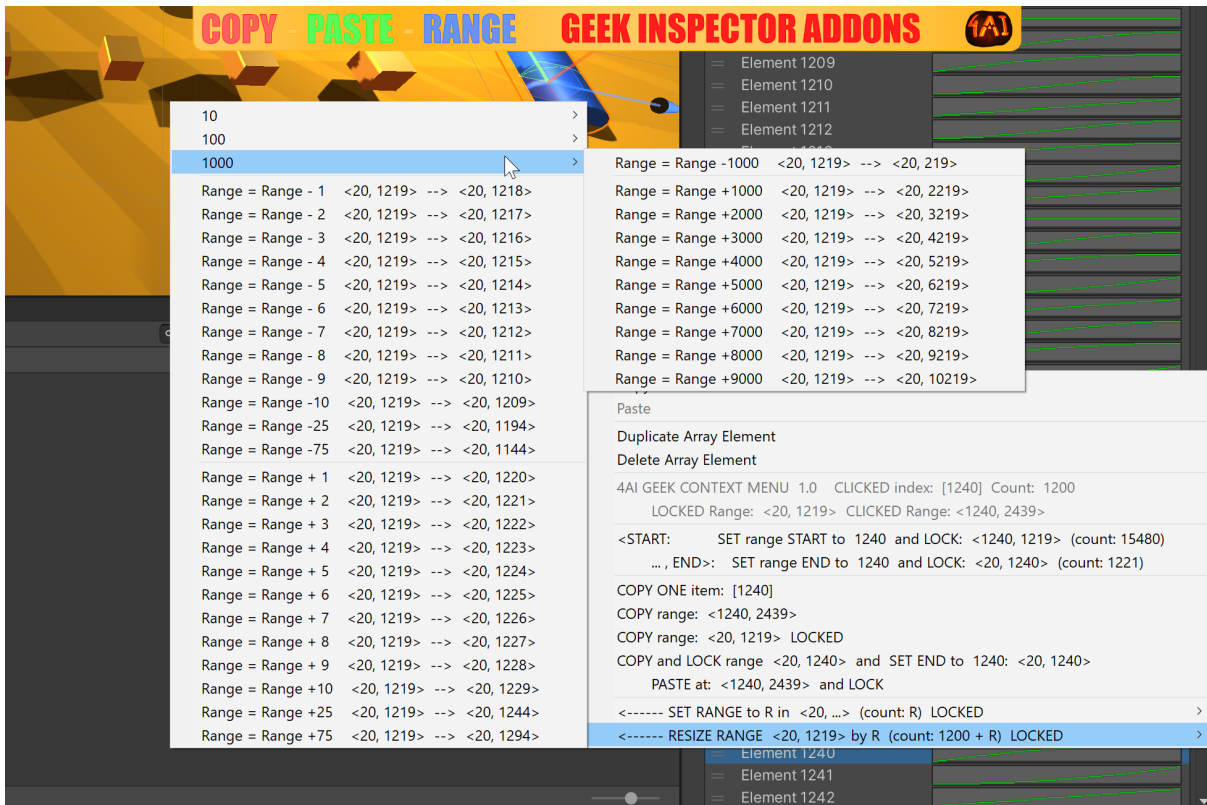 COPY - PASTE - RANGE GEEK INSPECTOR ADDONS 4AI
Element 1209
Element 1210
Element 1211
Element 1212
10
100
1000
Range = Range - 1 <20, 1219> --> <20, 1218>
Range = Range - 2 <20, 1219> --> <20, 1217>
Range = Range - 3 <20, 1219> --> <20, 1216>
Range = Range - 4 <20, 1219> --> <20, 1215>
Range = Range - 5 <20, 1219> --> <20, 1214>
Range = Range - 6 <20, 1219> --> <20, 1213>
Range = Range - 7 <20, 1219> --> <20, 1212>
Range = Range - 8 <20, 1219> --> <20, 1211>
Range = Range - 9 <20, 1219> --> <20, 1210>
Range = Range -10 <20, 1219> --> <20, 1209>
Range = Range -25 <20, 1219> --> <20, 1194>
Range = Range -75 <20, 1219> --> <20, 1144>
Range = Range + 1 <20, 1219> --> <20, 1220>
Range = Range + 2 <20, 1219> --> <20, 1221>
Range = Range + 3 <20, 1219> --> <20, 1222>
Range = Range + 4 <20, 1219> --> <20, 1223>
Range = Range + 5 <20, 1219> --> <20, 1224>
Range = Range + 6 <20, 1219> --> <20, 1225>
Range = Range + 7 <20, 1219> --> <20, 1226>
Range = Range + 8 <20, 1219> --> <20, 1227>
Range = Range + 9 <20, 1219> --> <20, 1228>
Range = Range +10 <20, 1219> --> <20, 1229>
Range = Range +25 <20, 1219> --> <20, 1244>
Range = Range +75 <20, 1219> --> <20, 1294>
Range = Range -1000 <20, 1219> --> <20, 219>
Range = Range +1000 <20, 1219> --> <20, 2219>
Range = Range +2000 <20, 1219> --> <20, 3219>
Range = Range +3000 <20, 1219> --> <20, 4219>
Range = Range +4000 <20, 1219> --> <20, 5219>
Range = Range +5000 <20, 1219> --> <20, 6219>
Range = Range +6000 <20, 1219> --> <20, 7219>
Range = Range +7000 <20, 1219> --> <20, 8219>
Range = Range +8000 <20, 1219> --> <20, 9219>
Range = Range +9000 <20, 1219> --> <20, 10219>
Paste
Duplicate Array Element
Delete Array Element
4AI GEEK CONTEXT MENU 1.0 CLICKED index: [1240] Count: 1200
LOCKED Range: <20, 1219> CLICKED Range: <1240, 2439>
<START: SET range START to 1240 and LOCK: <1240, 1219> (count: 15480)
... , END>: SET range END to 1240 and LOCK: <20, 1240> (count: 1221)
COPY ONE item: [1240]
COPY range: <1240, 2439>
COPY range: <20, 1219> LOCKED
COPY and LOCK range <20, 1240> and SET END to 1240: <20, 1240>
PASTE at: <1240, 2439> and LOCK
<------ SET RANGE to R in <20, ...> (count: R) LOCKED
<------ RESIZE RANGE <20, 1219> by R (count: 1200 + R) LOCKED
Element 1240
Element 1241
Element 1242